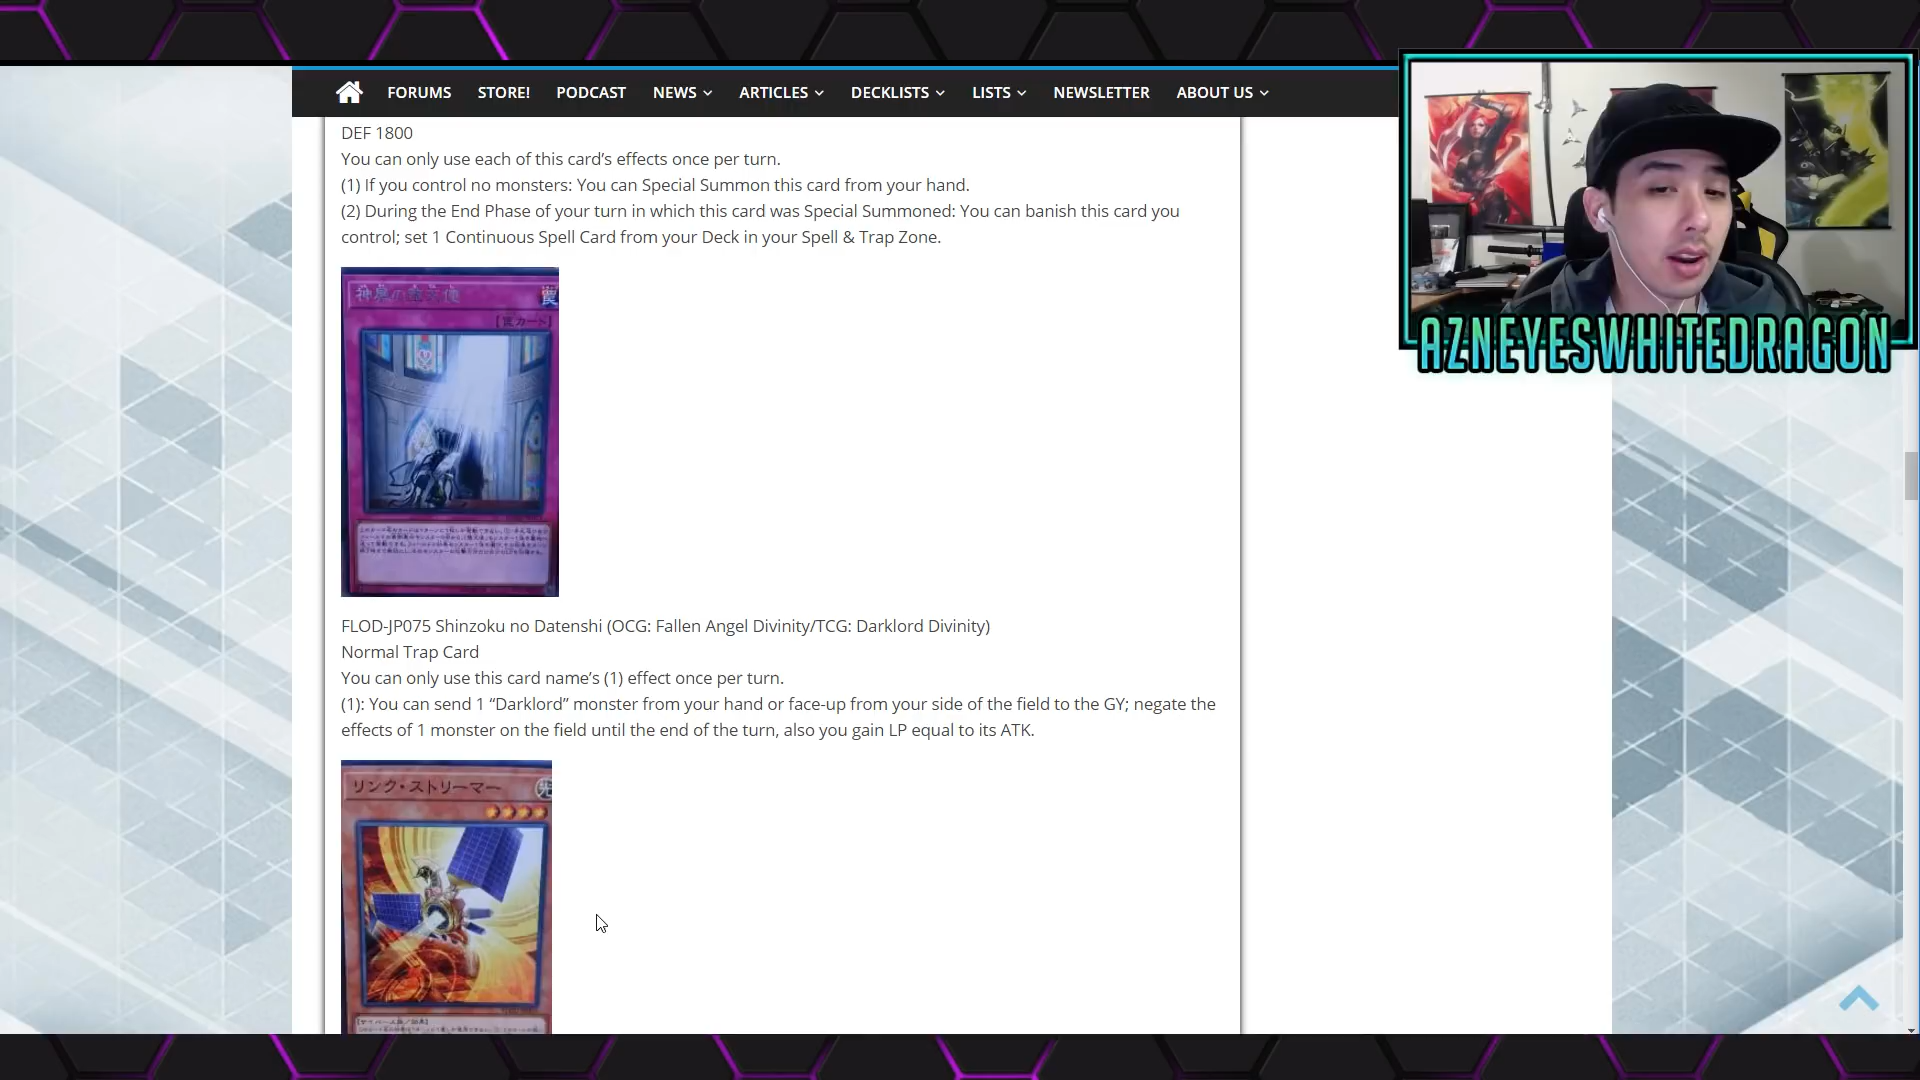 FORUMS STORE! PODCAST NEWS ARTICLES DECKLISTS LISTS NEWSLETTER ABOUT US
DEF 1800
You can only use each of this card’s effects once per turn.
(1) If you control no monsters: You can Special Summon this card from your hand.
(2) During the End Phase of your turn in which this card was Special Summoned: You can banish this card you
control; set 1 Continuous Spell Card from your Deck in your Spell & Trap Zone.
AZNEYESWHITEDRAGON
罠
【罠カード】
FLOD-JP075 Shinzoku no Datenshi (OCG: Fallen Angel Divinity/TCG: Darklord Divinity)
Normal Trap Card
You can only use this card name’s (1) effect once per turn.
(1): You can send 1 “Darklord” monster from your hand or face-up from your side of the field to the GY; negate the
effects of 1 monster on the field until the end of the turn, also you gain LP equal to its ATK.
リンク・ストリーマー
光